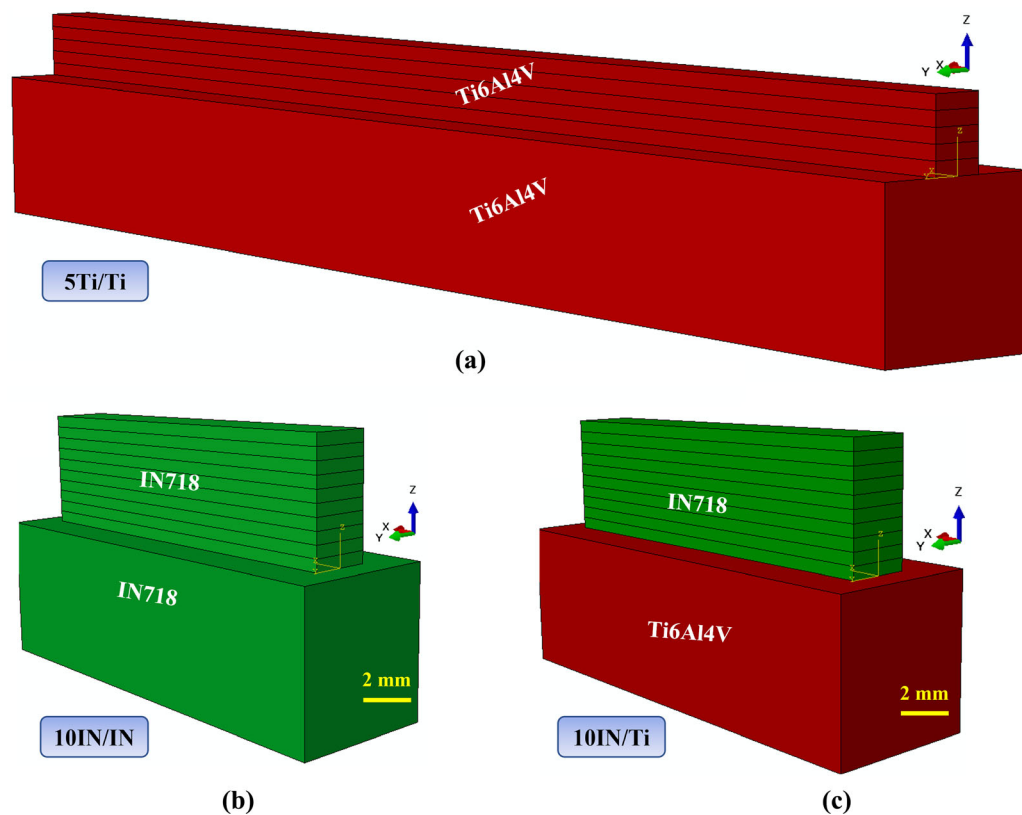 Z
X
Y
Ti6Al4V
z
Y
X
Ti6Al4V
5Ti/Ti
(a)
IN718
Z
X
Y
z
X
Y
IN718
2 mm
10IN/IN
(b)
IN718
Z
X
Y
z
X
Y
Ti6Al4V
2 mm
10IN/Ti
(c)